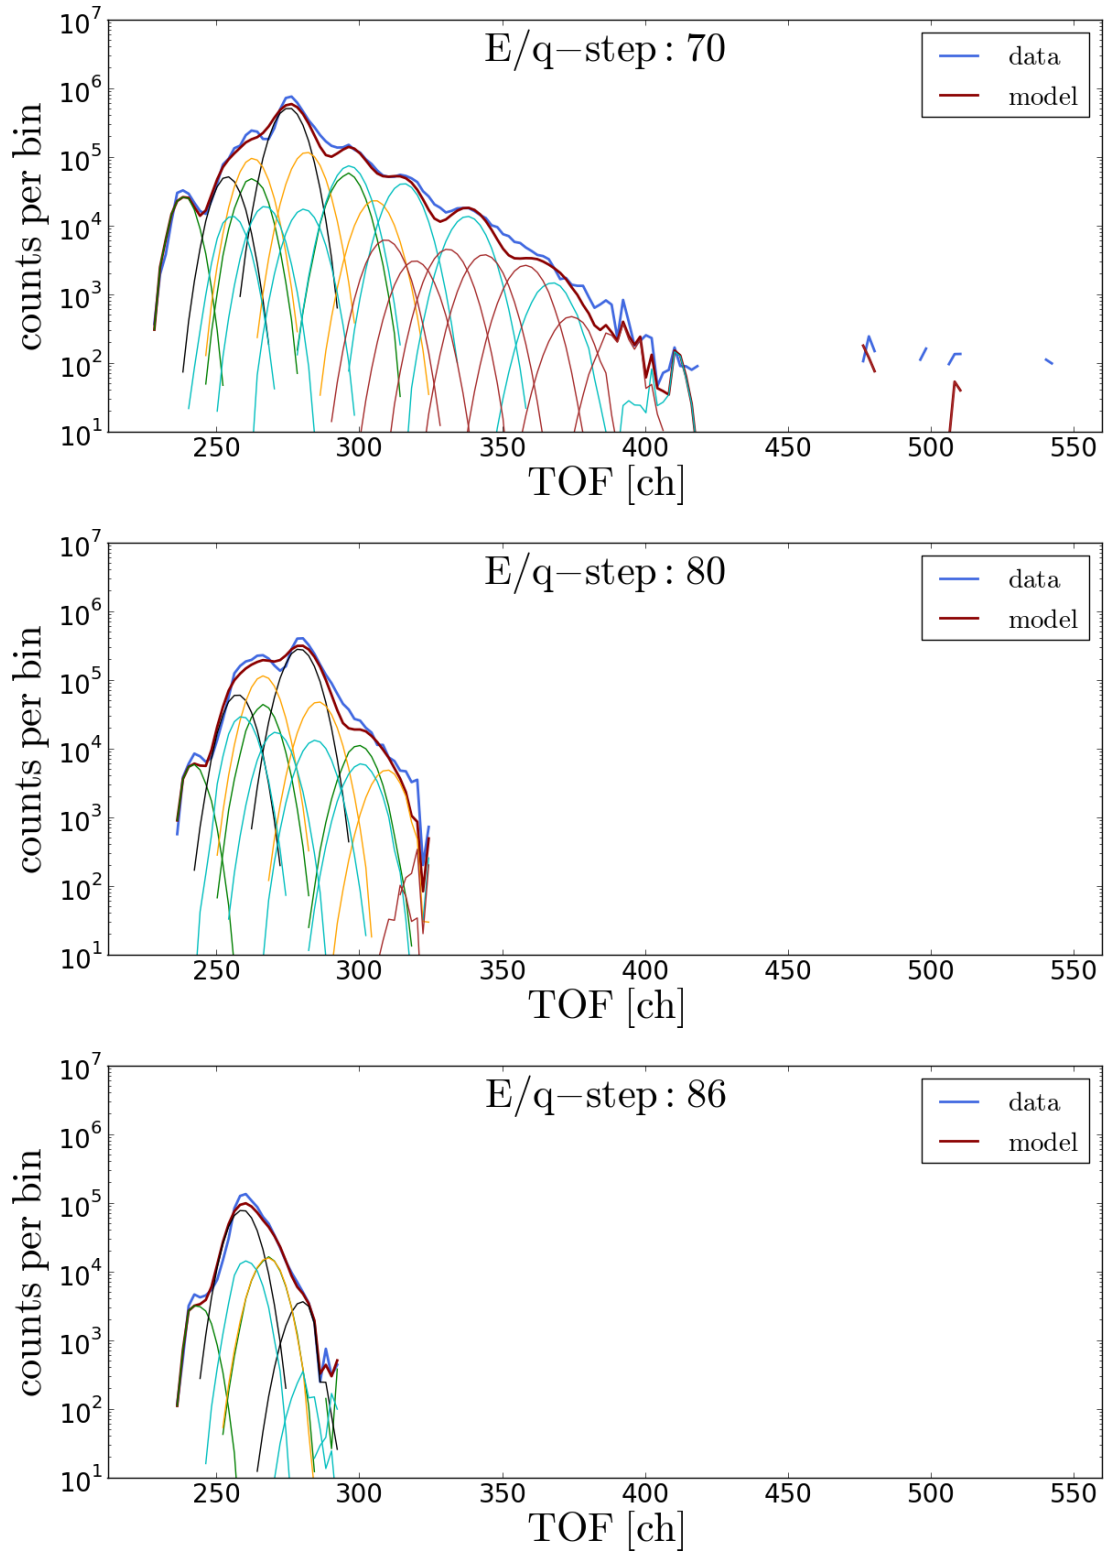 E/q−step: 70
data
model
10^7
10^6
10^5
10^4
10^3
10^2
10^1
counts per bin
250 300 350 400 450 500 550
TOF [ch]
E/q−step: 80
data
model
10^7
10^6
10^5
10^4
10^3
10^2
10^1
counts per bin
250 300 350 400 450 500 550
TOF [ch]
E/q−step: 86
data
model
10^7
10^6
10^5
10^4
10^3
10^2
10^1
counts per bin
250 300 350 400 450 500 550
TOF [ch]